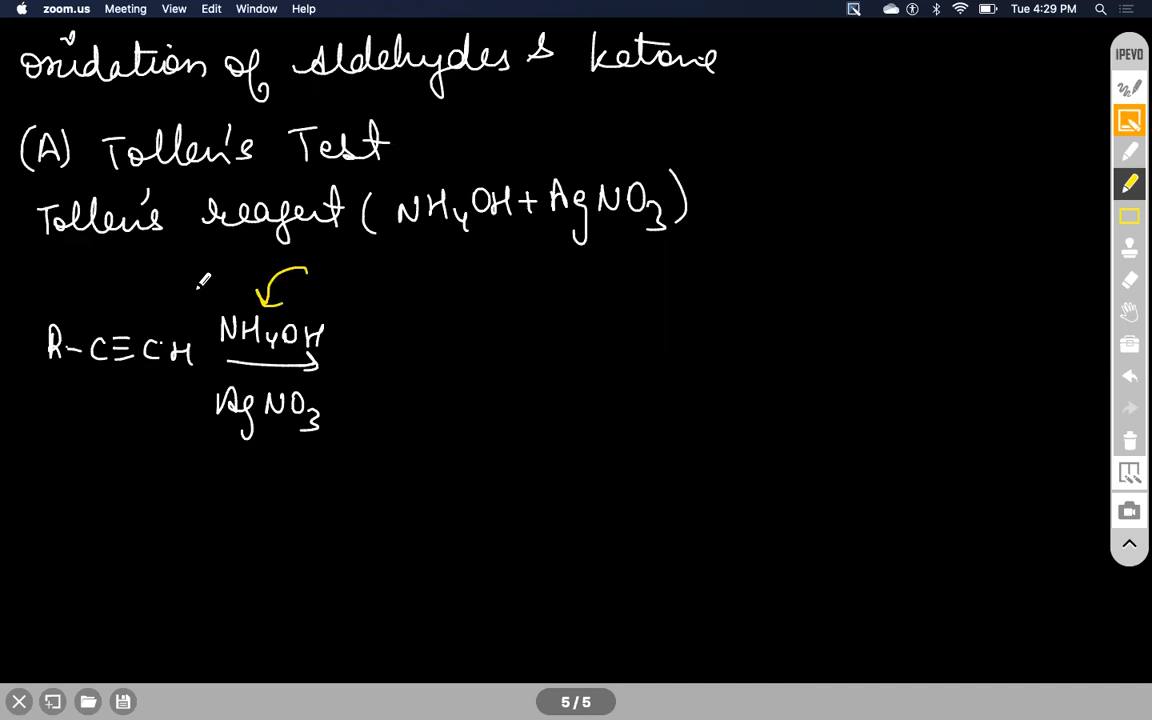 zoom.us Meeting View Edit Window Help Tue 4:29 PM
oxidation of Aldehydes & ketone
IPEVO
(A) Tollen's Test
Tollen's reagent (NH4OH + AgNO3)
R-C≡CH NH4OH
AgNO3
5 / 5